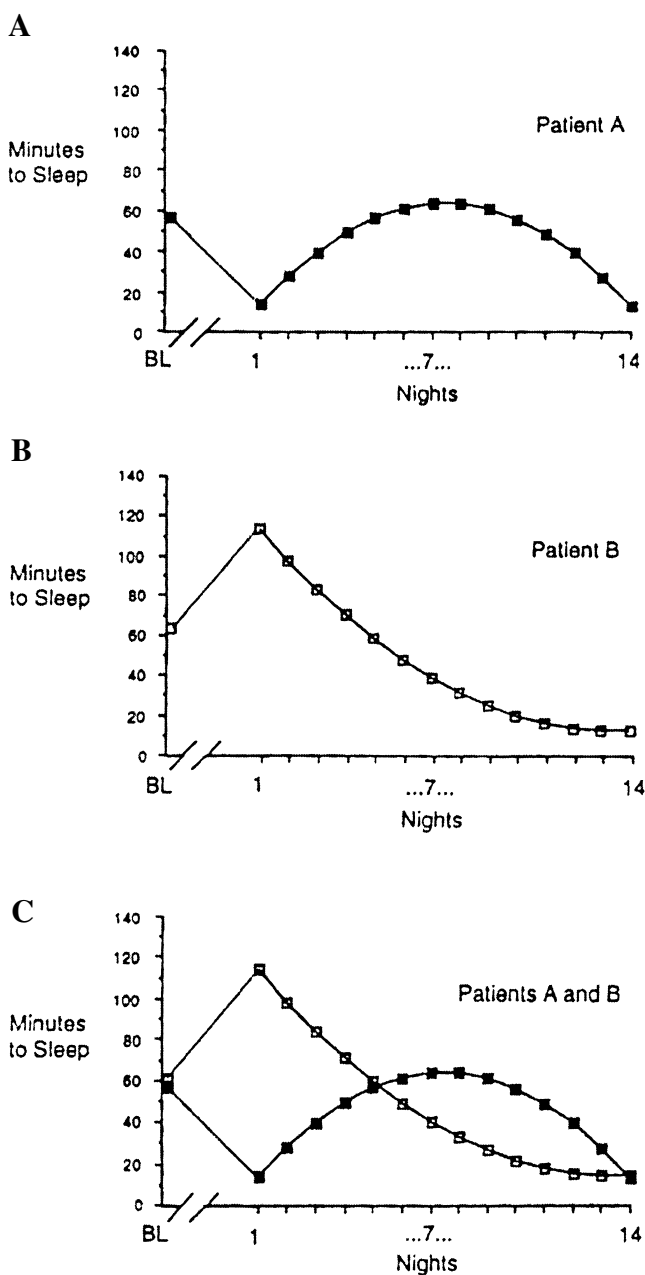 A
140
120
100
80
60
40
20
0
Minutes
to Sleep
Patient A
BL 1 ...7... 14
Nights
B
140
120
100
80
60
40
20
0
Minutes
to Sleep
Patient B
BL 1 ...7... 14
Nights
C
140
120
100
80
60
40
20
0
Minutes
to Sleep
Patients A and B
BL 1 ...7... 14
Nights